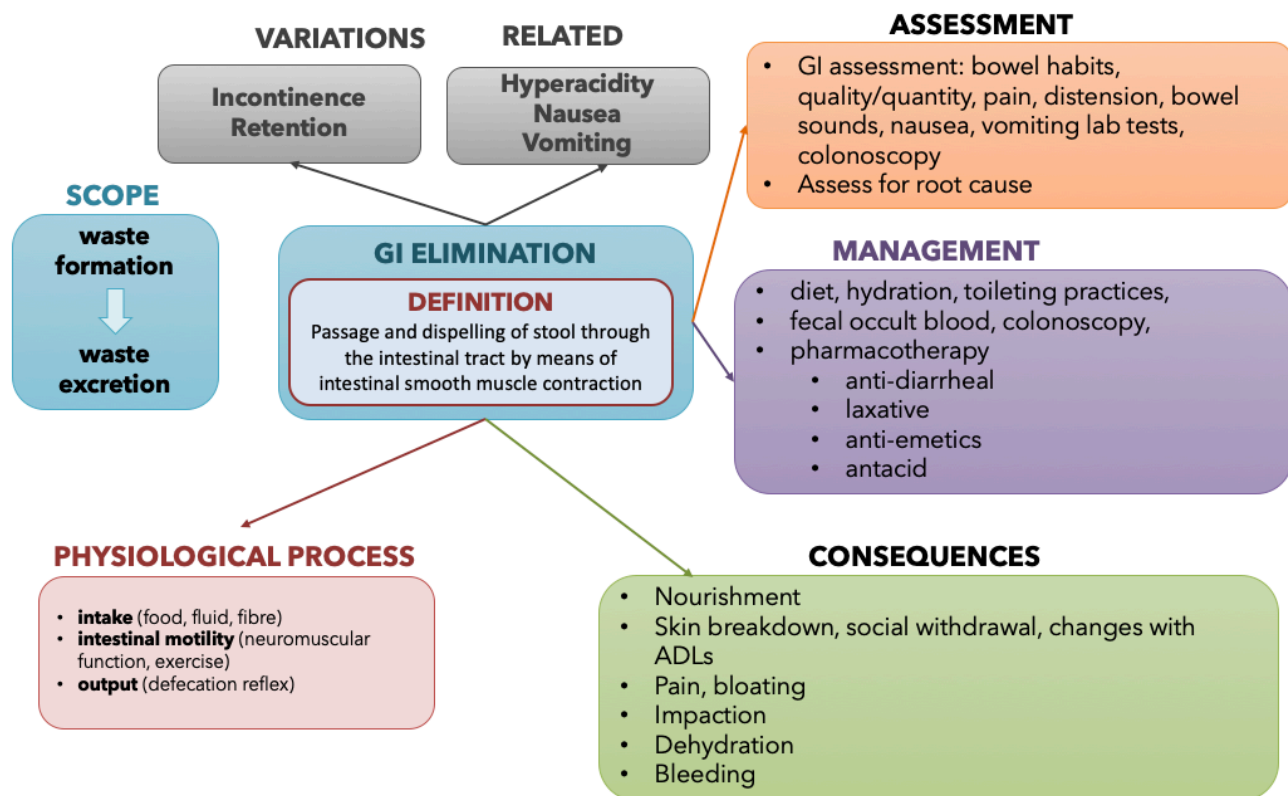 VARIATIONS
Incontinence
Retention
RELATED
Hyperacidity
Nausea
Vomiting
ASSESSMENT
• GI assessment: bowel habits,
quality/quantity, pain, distension, bowel
sounds, nausea, vomiting lab tests,
colonoscopy
• Assess for root cause
SCOPE
waste
formation
waste
excretion
GI ELIMINATION
DEFINITION
Passage and dispelling of stool through
the intestinal tract by means of
intestinal smooth muscle contraction
MANAGEMENT
• diet, hydration, toileting practices,
• fecal occult blood, colonoscopy,
• pharmacotherapy
• anti-diarrheal
• laxative
• anti-emetics
• antacid
PHYSIOLOGICAL PROCESS
• intake (food, fluid, fibre)
• intestinal motility (neuromuscular
function, exercise)
• output (defecation reflex)
CONSEQUENCES
• Nourishment
• Skin breakdown, social withdrawal, changes with
ADLs
• Pain, bloating
• Impaction
• Dehydration
• Bleeding